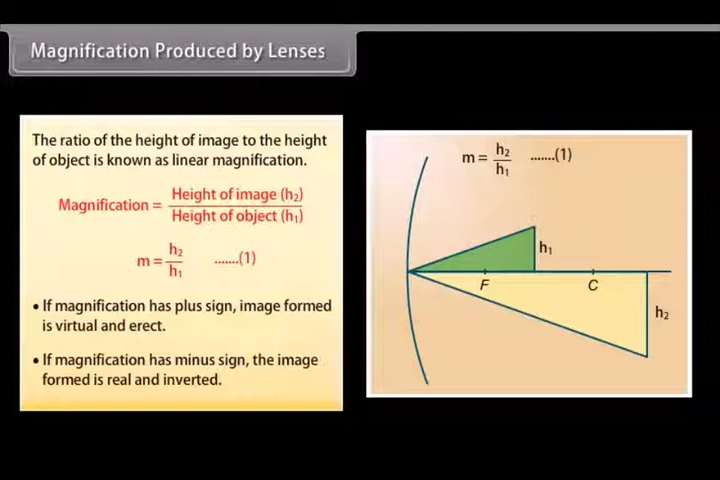 Magnification Produced by Lenses
The ratio of the height of image to the height
of object is known as linear magnification.
Magnification = Height of image (h₂) / Height of object (h₁)
m = h₂ / h₁ .......(1)
• If magnification has plus sign, image formed
is virtual and erect.
• If magnification has minus sign, the image
formed is real and inverted.
m = h₂ / h₁ .......(1)
h₁
F
C
h₂